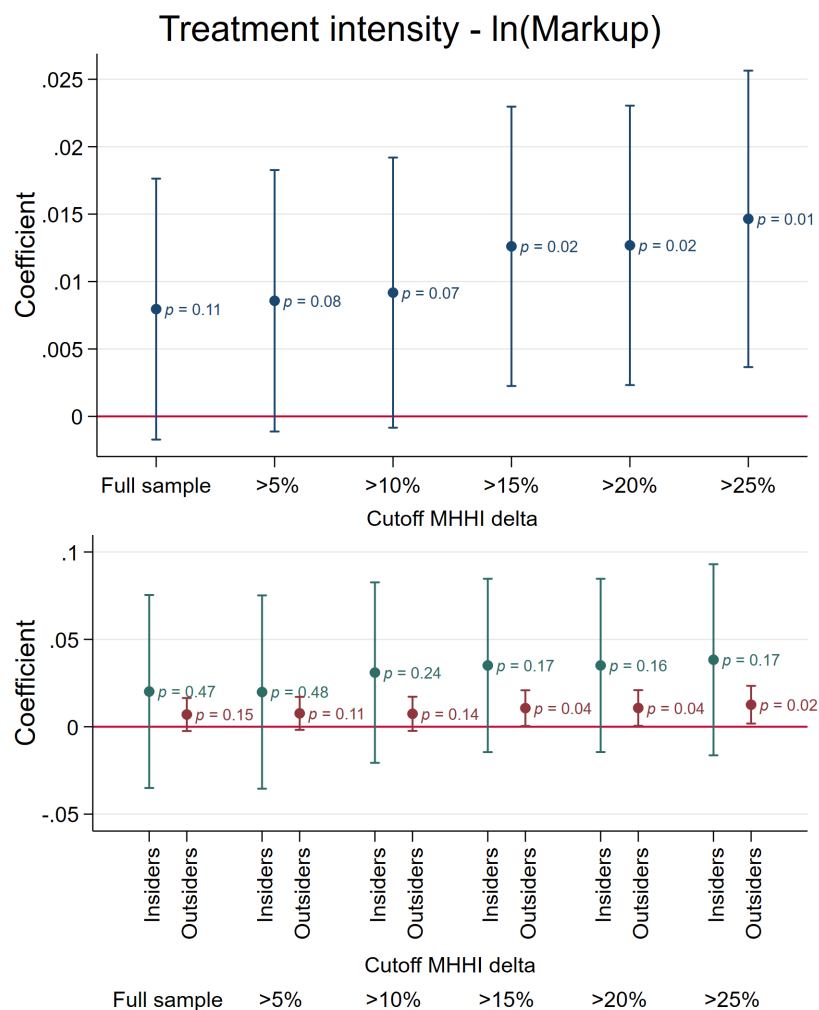 Treatment intensity - ln(Markup)
Coefficient
.025
.02
.015
.01
.005
0
p = 0.11
p = 0.08
p = 0.07
p = 0.02
p = 0.02
p = 0.01
Full sample >5% >10% >15% >20% >25%
Cutoff MHHI delta
Coefficient
.1
.05
0
-.05
p = 0.47
p = 0.15
p = 0.48
p = 0.11
p = 0.24
p = 0.14
p = 0.17
p = 0.04
p = 0.16
p = 0.04
p = 0.17
p = 0.02
Insiders Outsiders Insiders Outsiders Insiders Outsiders Insiders Outsiders Insiders Outsiders Insiders Outsiders
Cutoff MHHI delta
Full sample >5% >10% >15% >20% >25%